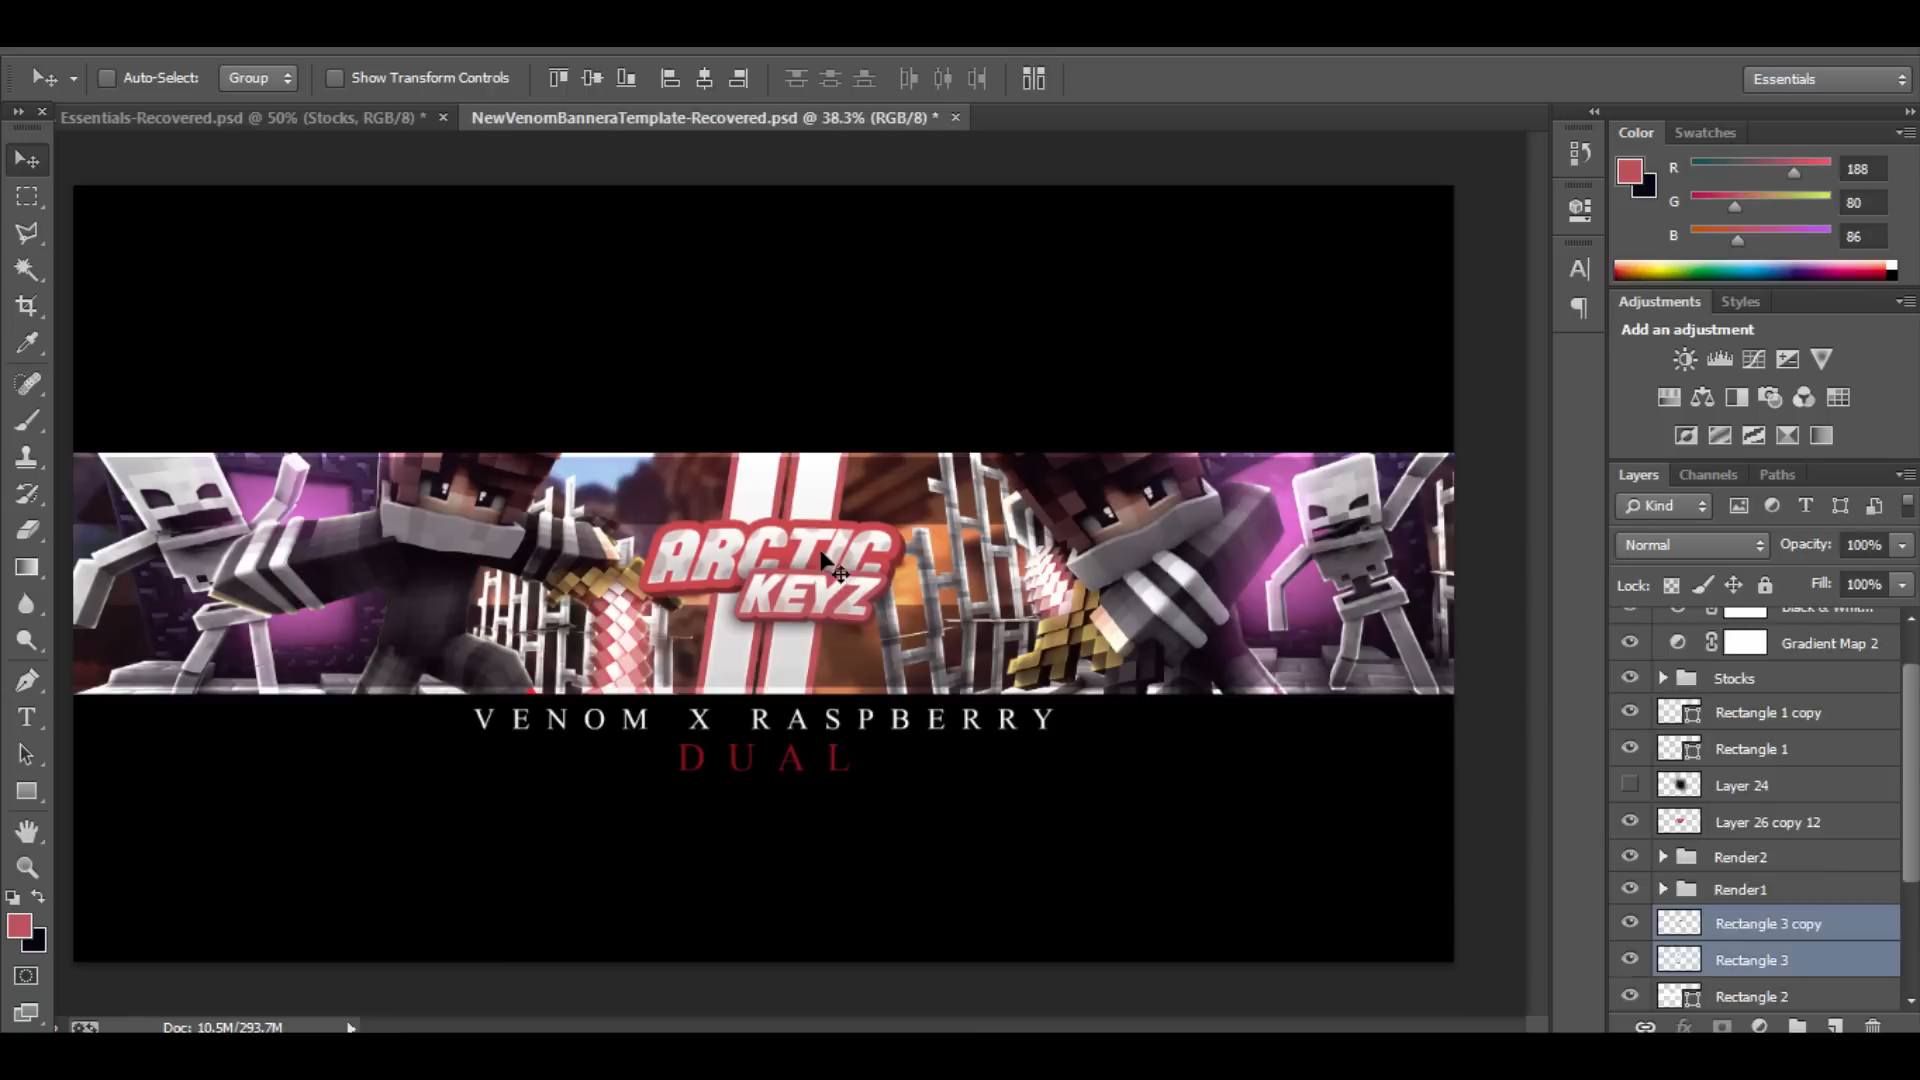 Auto-Select: Group Show Transform Controls Essentials
Essentials-Recovered.psd @ 50% (Stocks, RGB/8) * × NewVenomBanneraTemplate-Recovered.psd @ 38.3% (RGB/8) * ×
Color Swatches
R 188
G 80
B 86
Adjustments Styles
Add an adjustment
Layers Channels Paths
Kind
Normal Opacity: 100%
Lock: Fill: 100%
Gradient Map 2
Stocks
Rectangle 1 copy
Rectangle 1
Layer 24
Layer 26 copy 12
Render2
Render1
Rectangle 3 copy
Rectangle 3
Rectangle 2
ARCTIC
KEYZ
VENOM X RASPBERRY
DUAL
Doc: 10.5M/293.7M